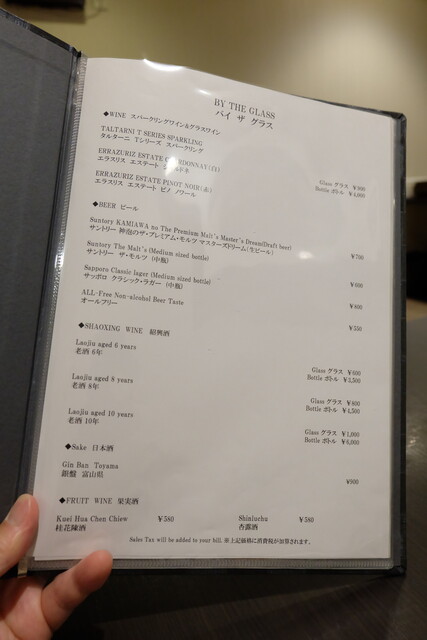 BY THE GLASS
バイ ザ グラス
◆WINE スパークリングワイン&グラスワイン
TALTARNI T SERIES SPARKLING
タルターニ Tシリーズ スパークリング
ERRAZURIZ ESTATE CHARDONNAY(白)
エラスリス エステート シャルドネ
ERRAZURIZ ESTATE PINOT NOIR(赤)
エラスリス エステート ピノ ノワール
Glass グラス ¥800
Bottle ボトル ¥4,000
◆BEER ビール
Suntory KAMIAWA no The Premium Malt's Master's Dream(Draft beer)
サントリー 神泡のザ・プレミアム・モルツ マスターズドリーム(生ビール)
¥700
Suntory The Malt's (Medium sized bottle)
サントリー ザ・モルツ (中瓶)
¥600
Sapporo Classic lager (Medium sized bottle)
サッポロ クラシック・ラガー (中瓶)
¥600
ALL-Free Non-alcohol Beer Taste
オールフリー
¥550
◆SHAOXING WINE 紹興酒
Laojiu aged 6 years
老酒 6年
Glass グラス ¥600
Bottle ボトル ¥3,500
Laojiu aged 8 years
老酒 8年
Glass グラス ¥800
Bottle ボトル ¥4,500
Laojiu aged 10 years
老酒 10年
Glass グラス ¥1,000
Bottle ボトル ¥6,000
◆Sake 日本酒
Gin Ban Toyama
銀盤 富山県
¥900
◆FRUIT WINE 果実酒
Kuei Hua Chen Chiew ¥580 Shinluchu ¥580
桂花陳酒 杏露酒
Sales Tax will be added to your bill. ※上記価格に消費税が加算されます。